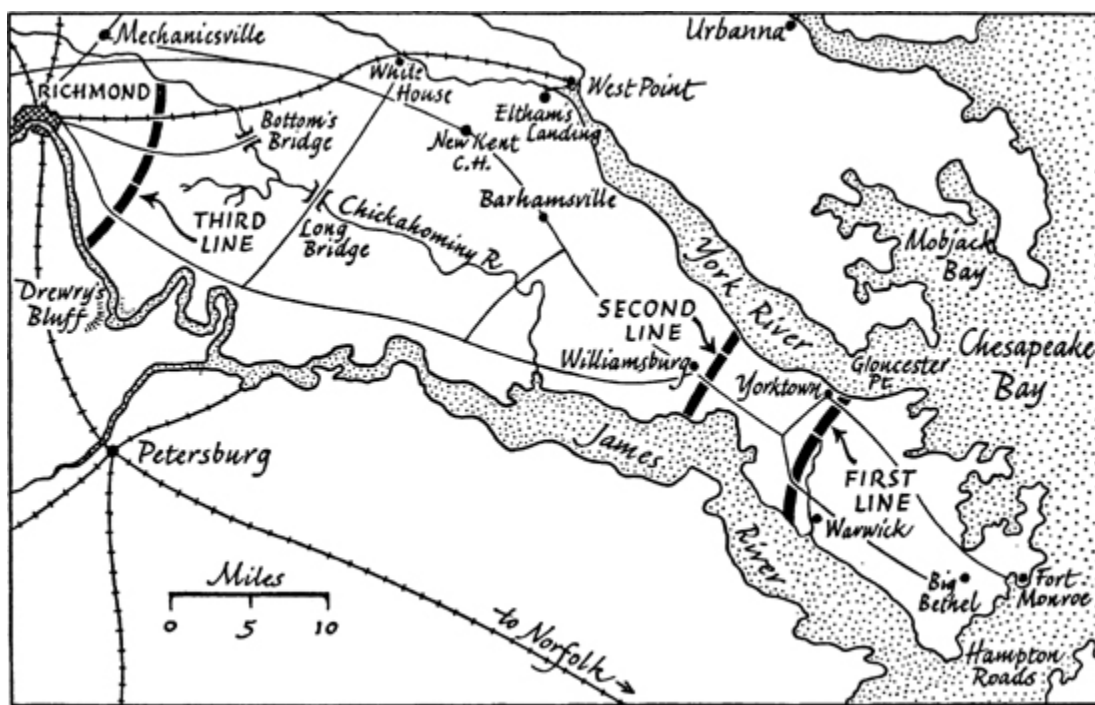 Mechanicsville
Urbanna
RICHMOND
White
House
West Point
Eltham's
Landing
Bottom's
Bridge
New Kent
C.H.
THIRD
LINE
Long
Bridge
Chickahominy R.
Barhamsville
Mobjack
Bay
York River
Drewry's
Bluff
SECOND
LINE
Williamsburg
Yorktown
Gloucester
Pt.
Chesapeake
Bay
James
River
Petersburg
FIRST
LINE
Warwick
Big
Bethel
Fort
Monroe
Miles
0 5 10
to Norfolk
Hampton
Roads